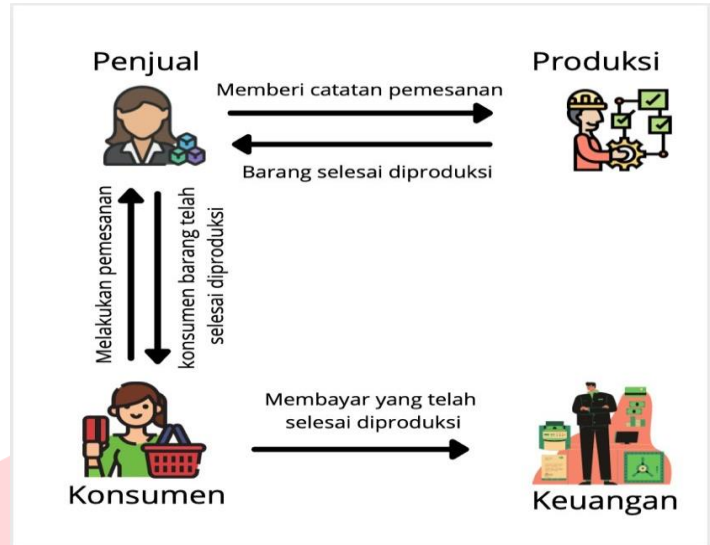 Penjual
Produksi
Memberi catatan pemesanan
Barang selesai diproduksi
Melakukan pemesanan
konsumen barang telah
selesai diproduksi
Membayar yang telah
selesai diproduksi
Konsumen
Keuangan